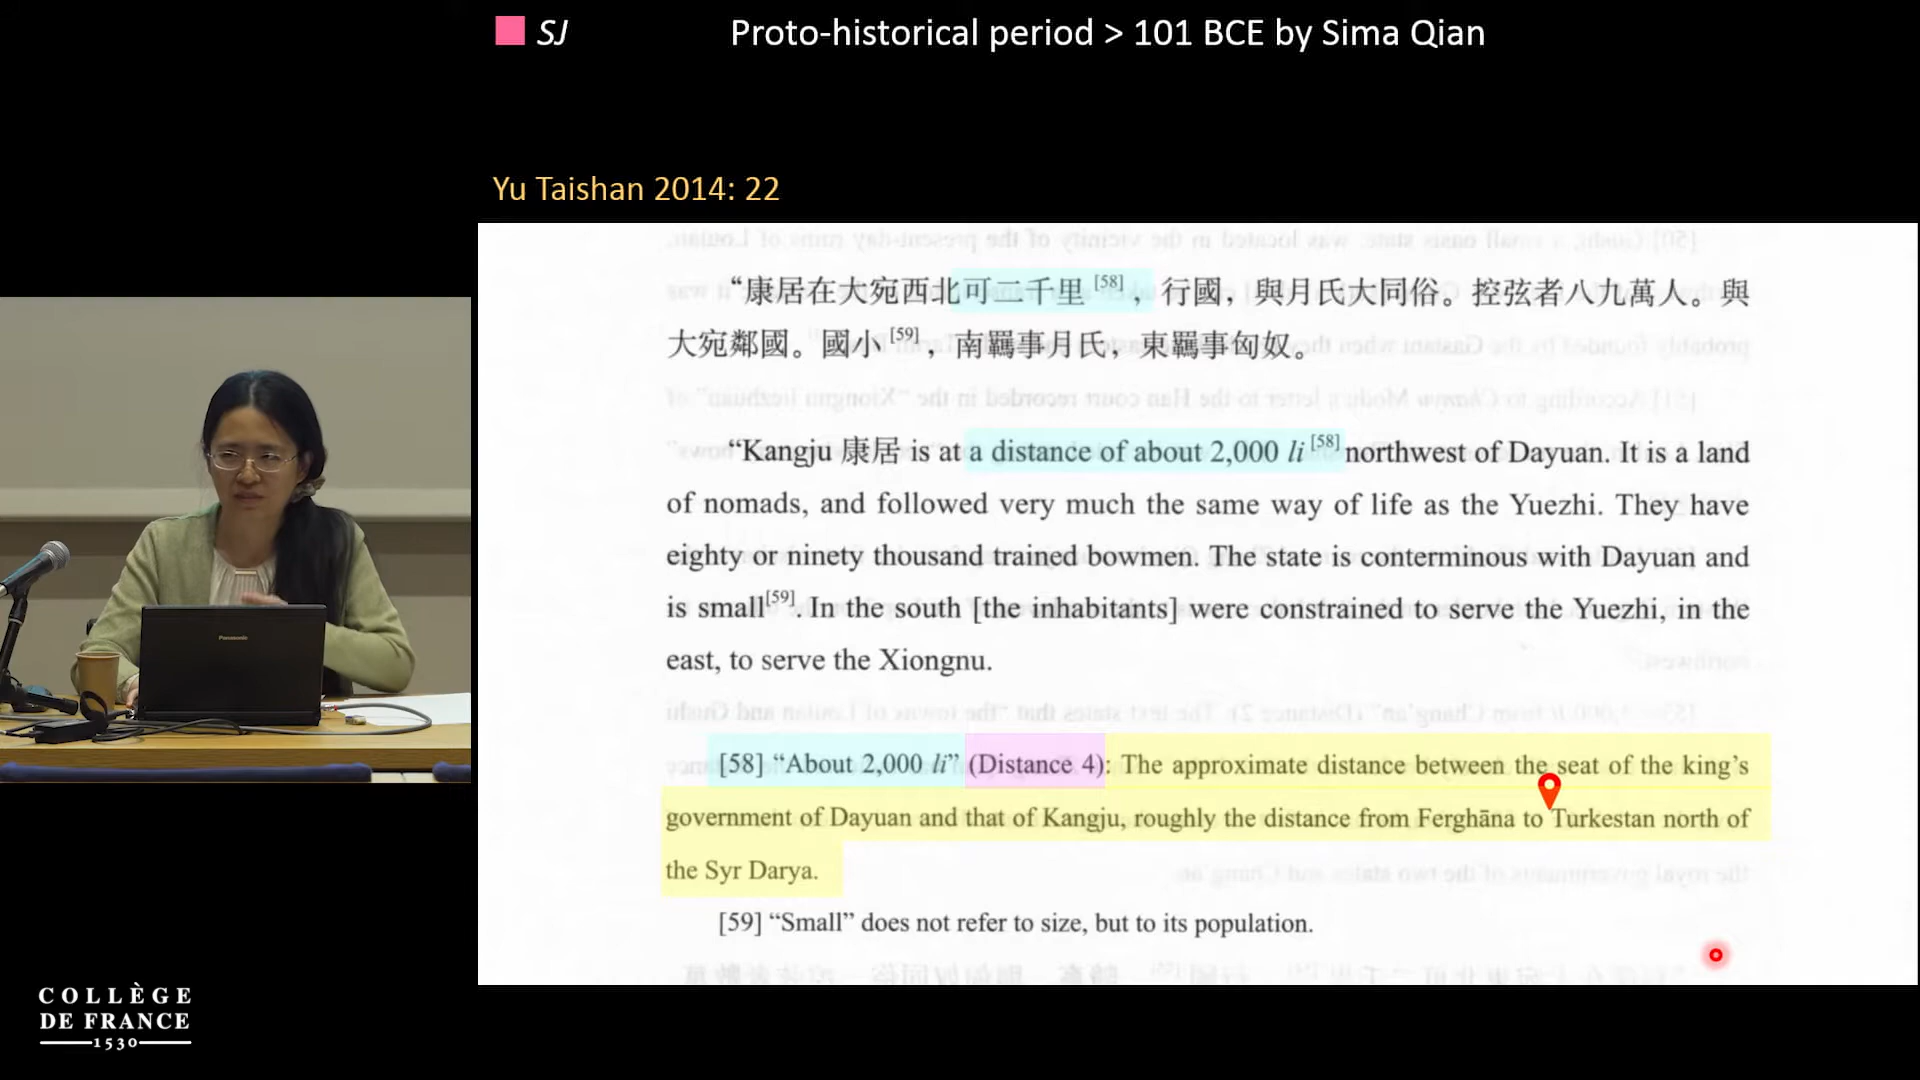 SJ
Proto-historical period > 101 BCE by Sima Qian
Yu Taishan 2014: 22
“康居在大宛西北可二千里[58]，行國，與月氏大同俗。控弦者八九萬人。與
大宛鄰國。國小[59]，南羈事月氏，東羈事匈奴。
“Kangju 康居 is at a distance of about 2,000 li[58] northwest of Dayuan. It is a land
of nomads, and followed very much the same way of life as the Yuezhi. They have
eighty or ninety thousand trained bowmen. The state is conterminous with Dayuan and
is small[59]. In the south [the inhabitants] were constrained to serve the Yuezhi, in the
east, to serve the Xiongnu.
[58] “About 2,000 li” (Distance 4): The approximate distance between the seat of the king’s
government of Dayuan and that of Kangju, roughly the distance from Ferghāna to Turkestan north of
the Syr Darya.
[59] “Small” does not refer to size, but to its population.
Panasonic
COLLÈGE
DE FRANCE
1530